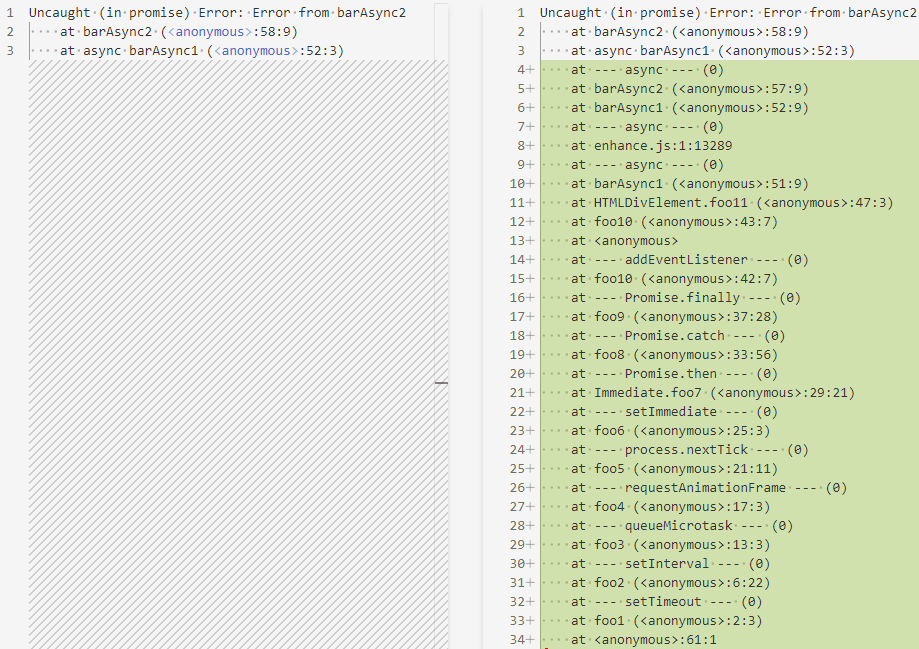 1 Uncaught (in promise) Error: Error from barAsync2
2     at barAsync2 (<anonymous>:58:9)
3     at async barAsync1 (<anonymous>:52:3)
1 Uncaught (in promise) Error: Error from barAsync2
2     at barAsync2 (<anonymous>:58:9)
3     at async barAsync1 (<anonymous>:52:3)
4+     at --- async --- (0)
5+     at barAsync2 (<anonymous>:57:9)
6+     at barAsync1 (<anonymous>:52:9)
7+     at --- async --- (0)
8+     at enhance.js:1:13289
9+     at --- async --- (0)
10+     at barAsync1 (<anonymous>:51:9)
11+     at HTMLDivElement.foo11 (<anonymous>:47:3)
12+     at foo10 (<anonymous>:43:7)
13+     at <anonymous>
14+     at --- addEventListener --- (0)
15+     at foo10 (<anonymous>:42:7)
16+     at --- Promise.finally --- (0)
17+     at foo9 (<anonymous>:37:28)
18+     at --- Promise.catch --- (0)
19+     at foo8 (<anonymous>:33:56)
20+     at --- Promise.then --- (0)
21+     at Immediate.foo7 (<anonymous>:29:21)
22+     at --- setImmediate --- (0)
23+     at foo6 (<anonymous>:25:3)
24+     at --- process.nextTick --- (0)
25+     at foo5 (<anonymous>:21:11)
26+     at --- requestAnimationFrame --- (0)
27+     at foo4 (<anonymous>:17:3)
28+     at --- queueMicrotask --- (0)
29+     at foo3 (<anonymous>:13:3)
30+     at --- setInterval --- (0)
31+     at foo2 (<anonymous>:6:22)
32+     at --- setTimeout --- (0)
33+     at foo1 (<anonymous>:2:3)
34+     at <anonymous>:61:1